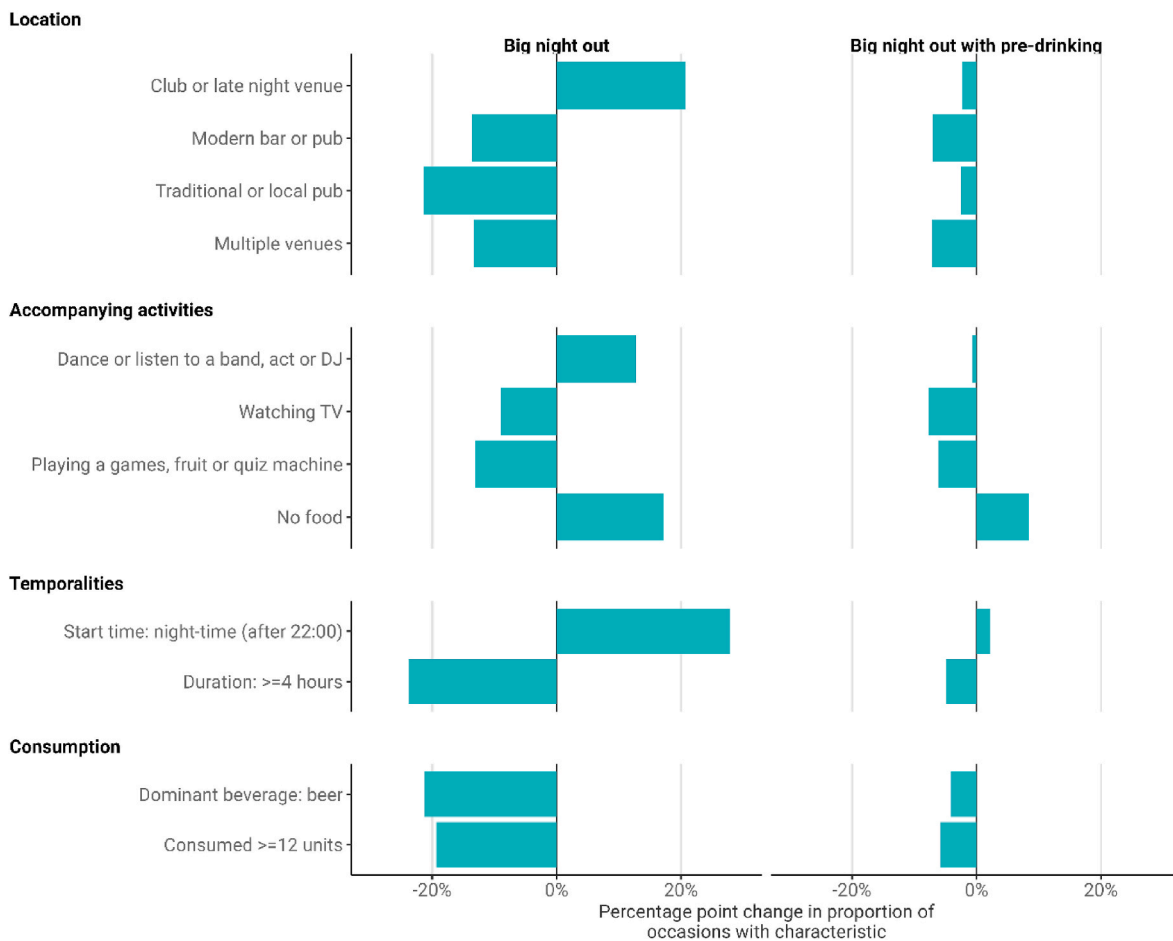 Location
Big night out
Big night out with pre-drinking
Club or late night venue
Modern bar or pub
Traditional or local pub
Multiple venues
Accompanying activities
Dance or listen to a band, act or DJ
Watching TV
Playing a games, fruit or quiz machine
No food
Temporalities
Start time: night-time (after 22:00)
Duration: >=4 hours
Consumption
Dominant beverage: beer
Consumed >=12 units
-20% 0% 20% -20% 0% 20%
Percentage point change in proportion of
occasions with characteristic